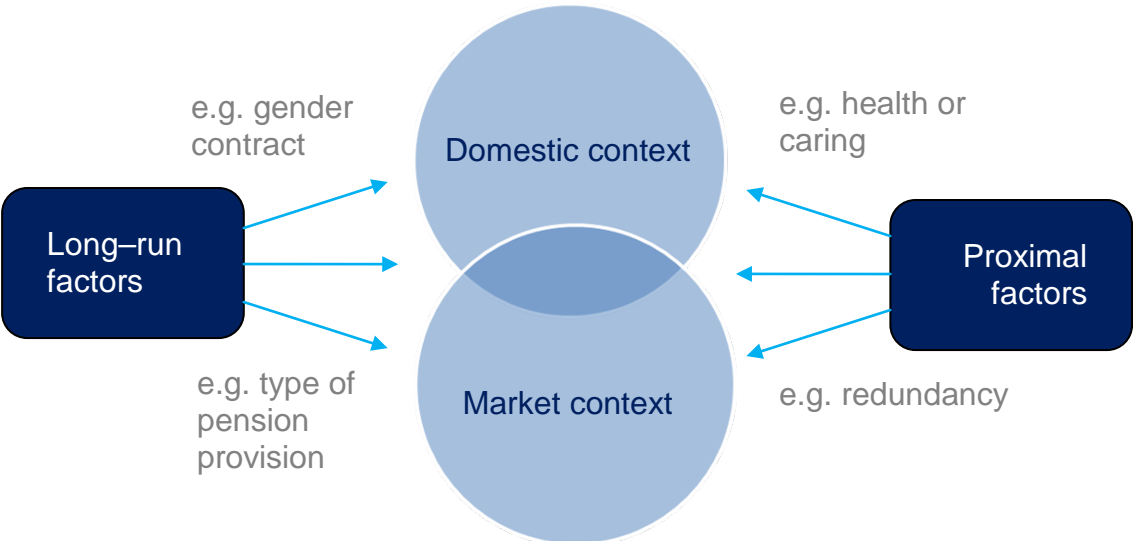 e.g. gender
contract
Domestic context
e.g. health or
caring
Long–run
factors
Proximal
factors
e.g. type of
pension
provision
Market context
e.g. redundancy